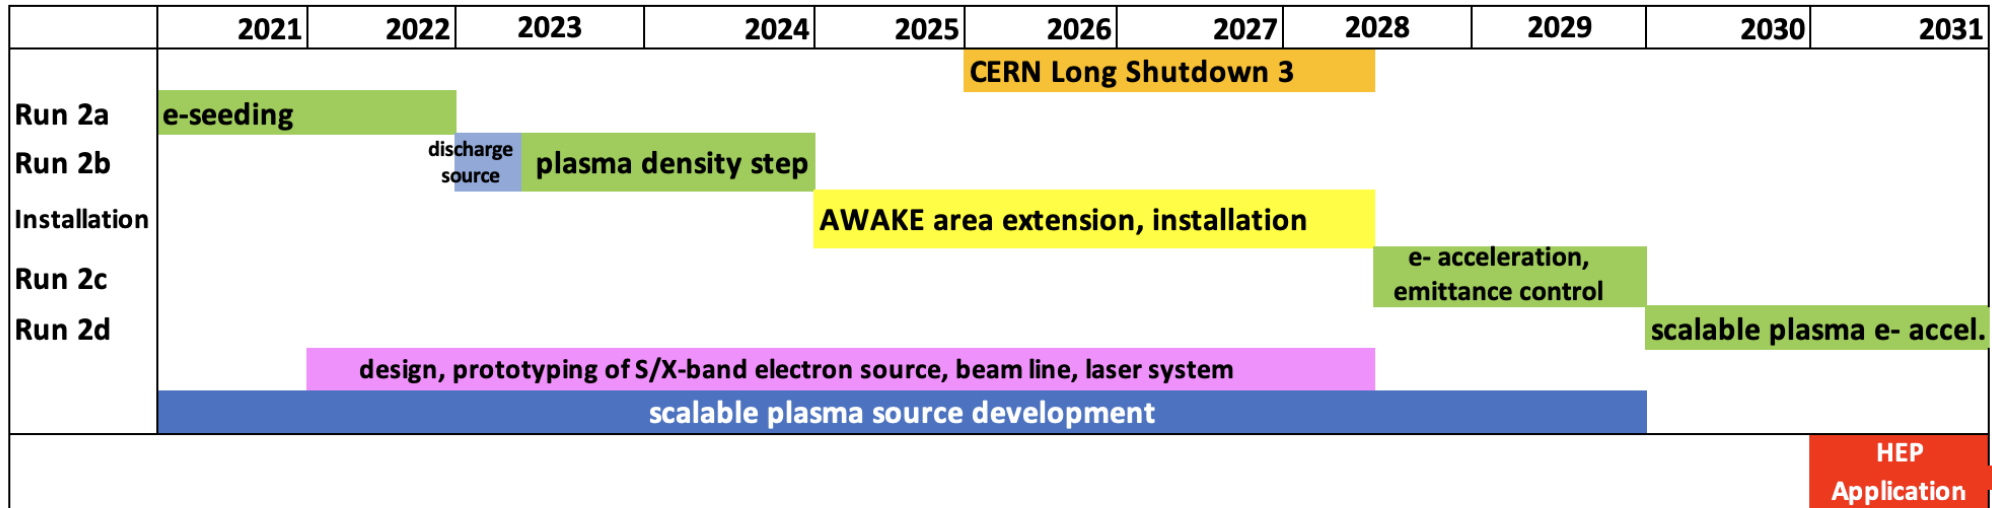 2021 2022 2023 2024 2025 2026 2027 2028 2029 2030 2031
CERN Long Shutdown 3
Run 2a e-seeding
Run 2b discharge source plasma density step
Installation AWAKE area extension, installation
Run 2c e- acceleration,
emittance control
Run 2d scalable plasma e- accel.
design, prototyping of S/X-band electron source, beam line, laser system
scalable plasma source development
HEP
Application